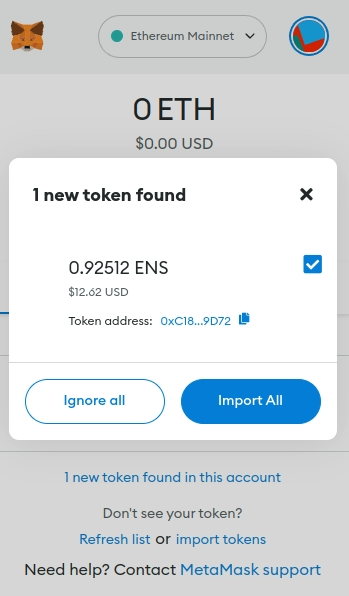 Ethereum Mainnet
0 ETH
$0.00 USD
1 new token found
0.92512 ENS
$12.62 USD
Token address: 0xC18...9D72
Ignore all
Import All
1 new token found in this account
Don't see your token?
Refresh list or import tokens
Need help? Contact MetaMask support